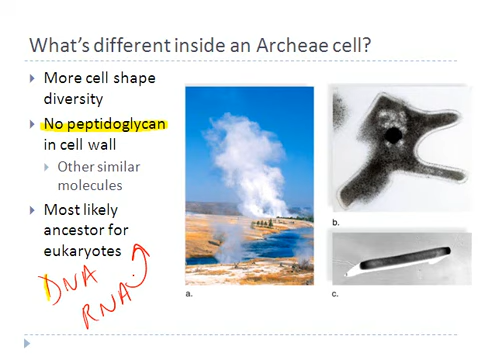 What's different inside an Archeae cell?
More cell shape
diversity
No peptidoglycan
in cell wall
Other similar
molecules
Most likely
ancestor for
eukaryotes
DNA
RNA
a.
b.
c.